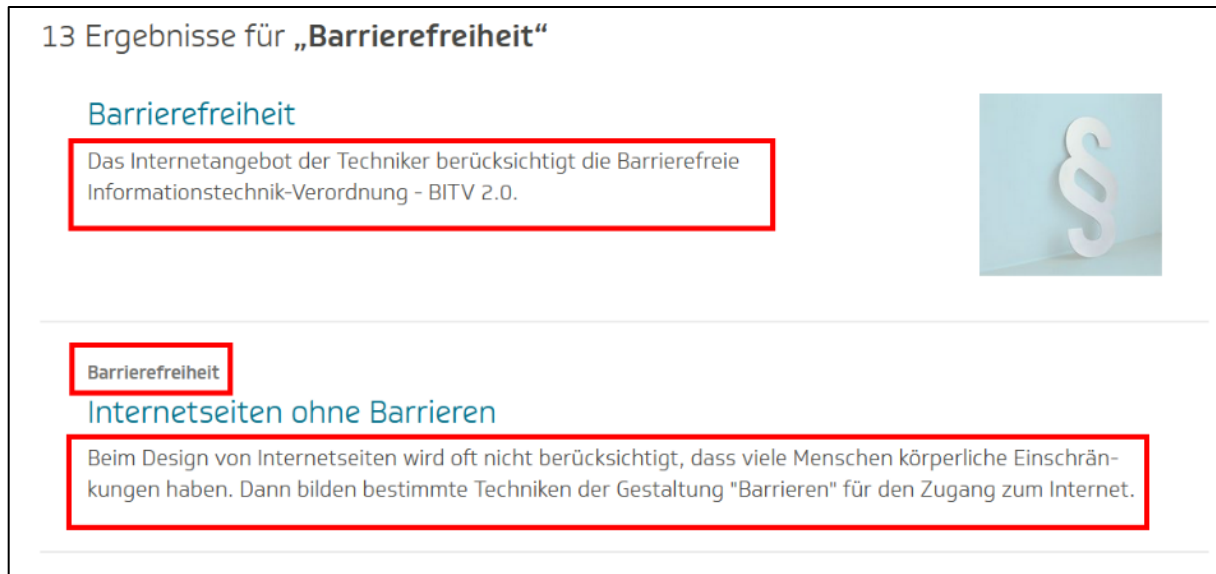 13 Ergebnisse für „Barrierefreiheit“
Barrierefreiheit
Das Internetangebot der Techniker berücksichtigt die Barrierefreie
Informationstechnik-Verordnung - BITV 2.0.
§
Barrierefreiheit
Internetseiten ohne Barrieren
Beim Design von Internetseiten wird oft nicht berücksichtigt, dass viele Menschen körperliche Einschrän-
kungen haben. Dann bilden bestimmte Techniken der Gestaltung "Barrieren" für den Zugang zum Internet.